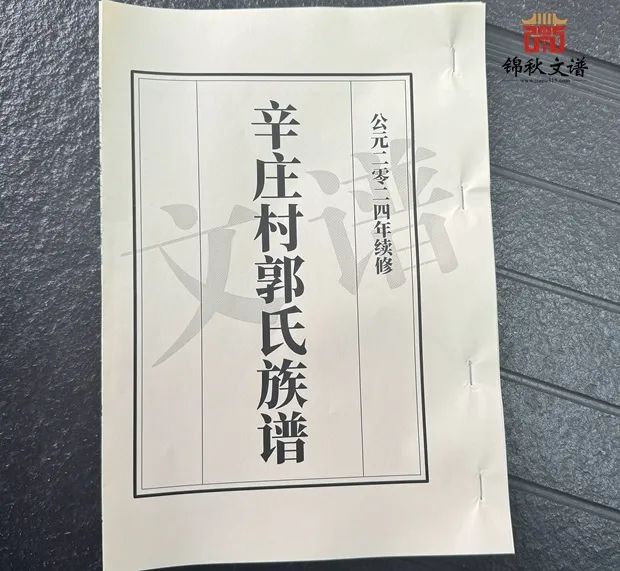 公元二零二四年续修
辛庄村郭氏族谱
文谱
锦秋文谱